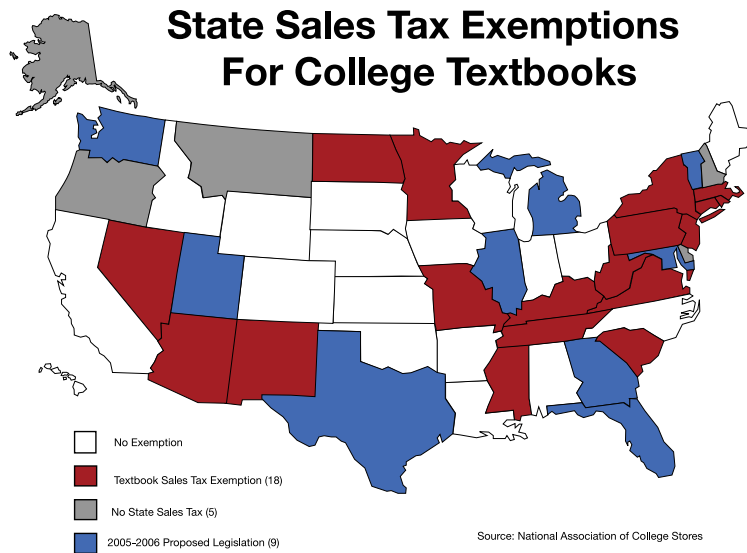 State Sales Tax Exemptions
For College Textbooks
No Exemption
Textbook Sales Tax Exemption (18)
No State Sales Tax (5)
2005-2006 Proposed Legislation (9)
Source: National Association of College Stores